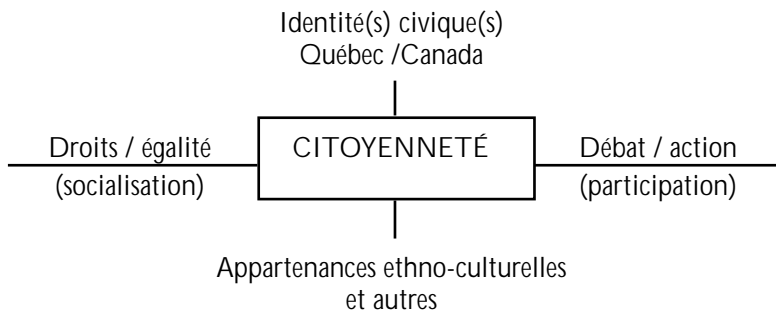 Identité(s) civique(s)
Québec /Canada
Droits / égalité
(socialisation)
CITOYENNETÉ
Débat / action
(participation)
Appartenances ethno-culturelles
et autres